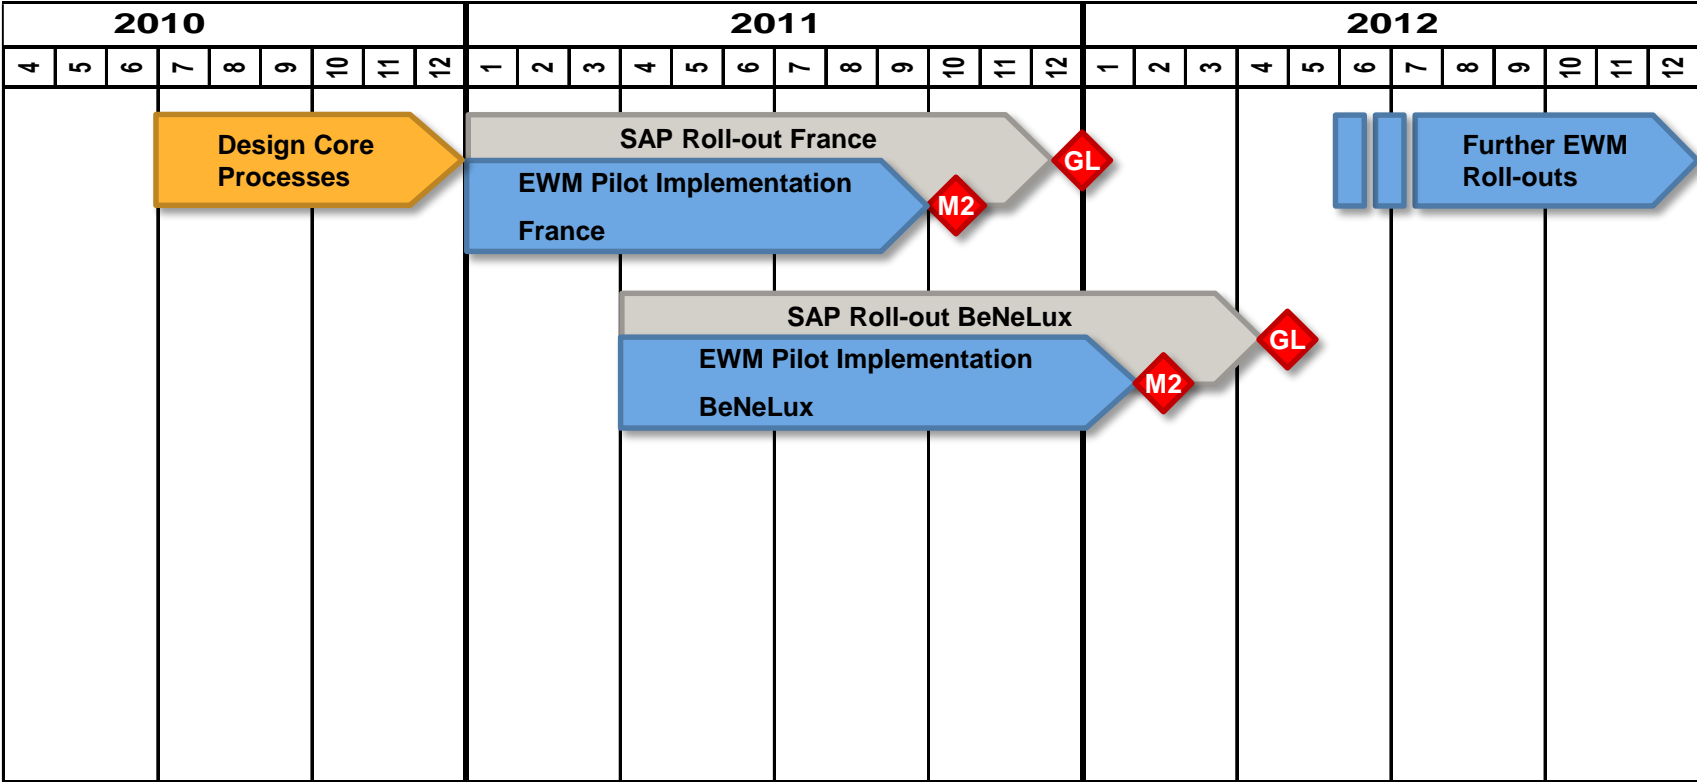 2010 2011 2012
4 5 6 7 8 9 10 11 12 1 2 3 4 5 6 7 8 9 10 11 12 1 2 3 4 5 6 7 8 9 10 11 12
Design Core
Processes
SAP Roll-out France
GL
EWM Pilot Implementation
France
M2
Further EWM
Roll-outs
SAP Roll-out BeNeLux
GL
EWM Pilot Implementation
BeNeLux
M2